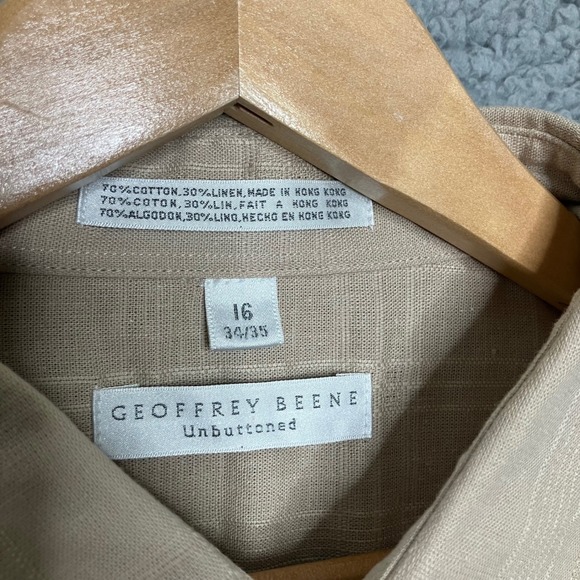 70% COTTON, 30% LINEN, MADE IN HONG KONG
70% COTON, 30% LIN, FAIT A HONG KONG
70% ALGODON, 30% LINO, HECHO EN HONG KONG
16
34/35
GEOFFREY BEENE
Unbuttoned